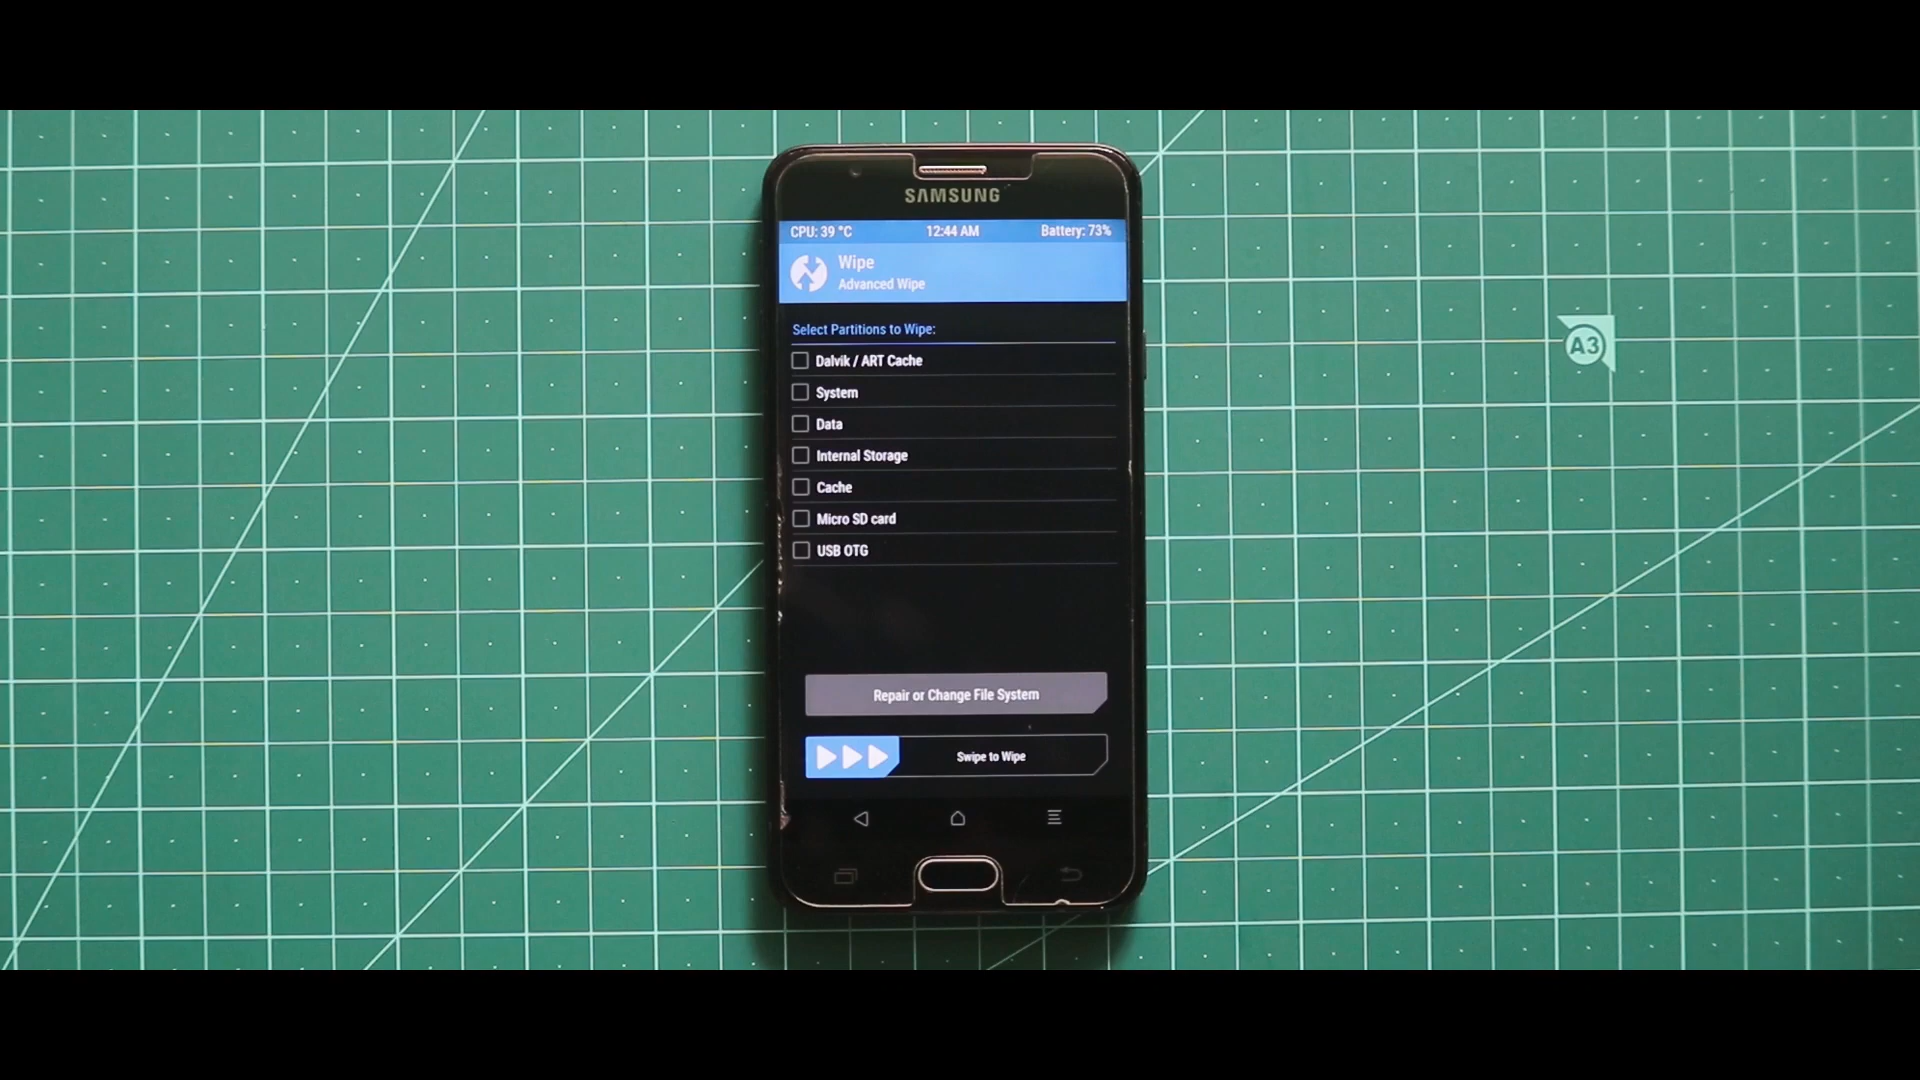 SAMSUNG
CPU: 39 °C 12:44 AM Battery: 73%
Wipe
Advanced Wipe
Select Partitions to Wipe:
Dalvik / ART Cache
System
Data
Internal Storage
Cache
Micro SD card
USB OTG
Repair or Change File System
Swipe to Wipe
A3